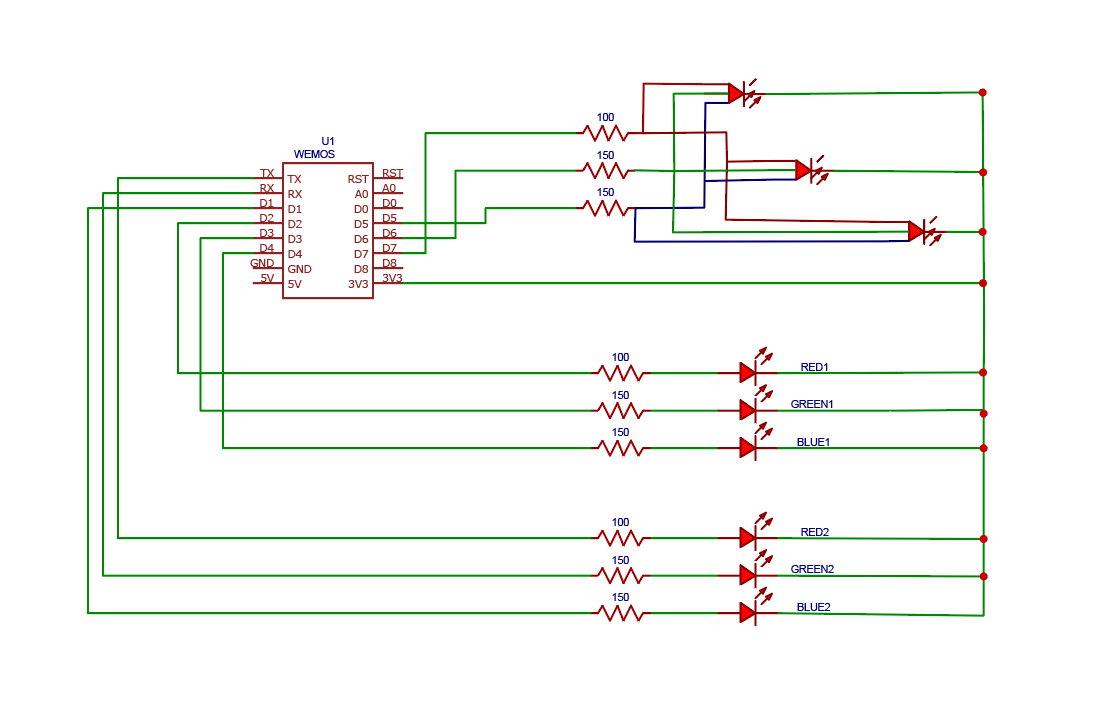 100
U1
WEMOS
150
TX TX RST RST
RX RX A0 A0
150
D1 D1 D0 D0
D2 D2 D5 D5
D3 D3 D6 D6
D4 D4 D7 D7
GND GND D8 D8
5V 5V 3V3 3V3
100
RED1
150
GREEN1
150
BLUE1
100
RED2
150
GREEN2
150
BLUE2